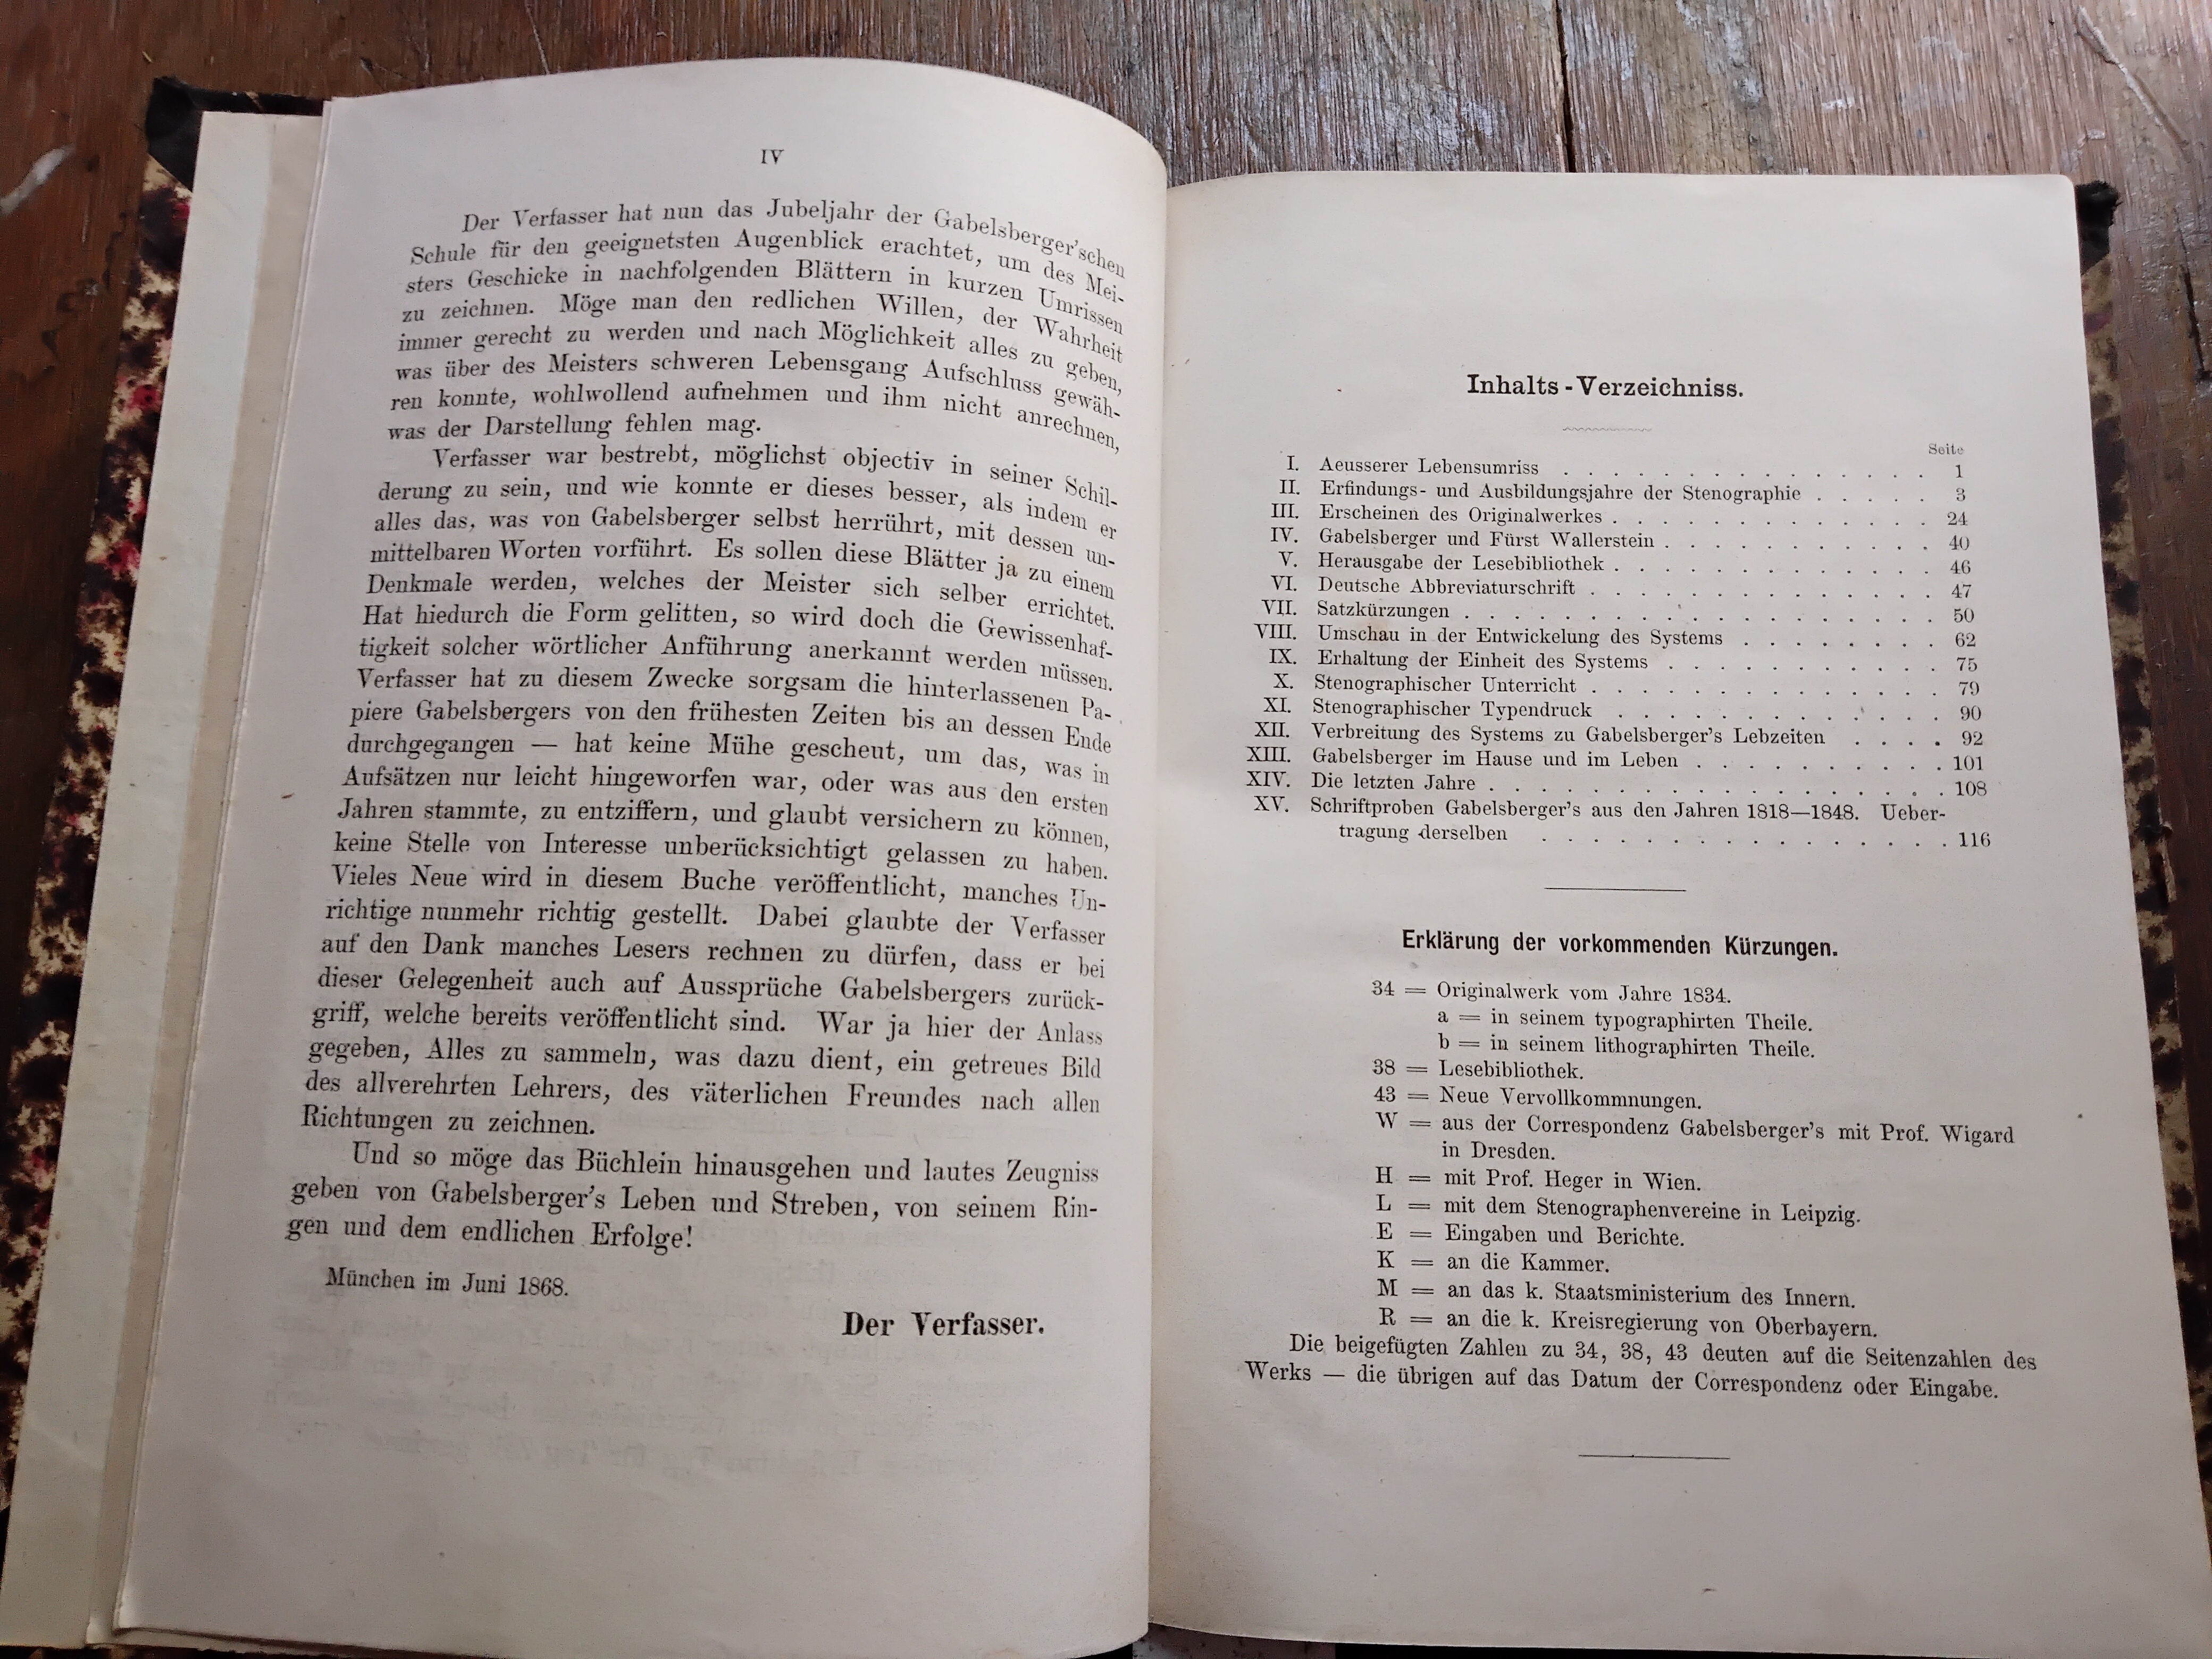 IV
Der Verfasser hat nun das Jubeljahr der Gabelsberger'schen
Schule für den geeignetsten Augenblick erachtet, um des Mei-
sters Geschicke in nachfolgenden Blättern in kurzen Umrissen
zu zeichnen. Möge man den redlichen Willen, der Wahrheit
immer gerecht zu werden und nach Möglichkeit alles zu geben,
was über des Meisters schweren Lebensgang Aufschluss gewäh-
ren konnte, wohlwollend aufnehmen und ihm nicht anrechnen,
was der Darstellung fehlen mag.
Verfasser war bestrebt, möglichst objectiv in seiner Schil-
derung zu sein, und wie konnte er dieses besser, als indem er
alles das, was von Gabelsberger selbst herrührt, mit dessen un-
mittelbaren Worten vorführt. Es sollen diese Blätter ja zu einem
Denkmale werden, welches der Meister sich selber errichtet.
Hat hiedurch die Form gelitten, so wird doch die Gewissenhaf-
tigkeit solcher wörtlicher Anführung anerkannt werden müssen.
Verfasser hat zu diesem Zwecke sorgsam die hinterlassenen Pa-
piere Gabelsbergers von den frühesten Zeiten bis an dessen Ende
durchgegangen — hat keine Mühe gescheut, um das, was in
Aufsätzen nur leicht hingeworfen war, oder was aus den ersten
Jahren stammte, zu entziffern, und glaubt versichern zu können,
keine Stelle von Interesse unberücksichtigt gelassen zu haben.
Vieles Neue wird in diesem Buche veröffentlicht, manches Un-
richtige nunmehr richtig gestellt. Dabei glaubte der Verfasser
auf den Dank manches Lesers rechnen zu dürfen, dass er bei
dieser Gelegenheit auch auf Aussprüche Gabelsbergers zurück-
griff, welche bereits veröffentlicht sind. War ja hier der Anlass
gegeben, Alles zu sammeln, was dazu dient, ein getreues Bild
des allverehrten Lehrers, des väterlichen Freundes nach allen
Richtungen zu zeichnen.
Und so möge das Büchlein hinausgehen und lautes Zeugniss
geben von Gabelsberger's Leben und Streben, von seinem Rin-
gen und dem endlichen Erfolge!
München im Juni 1868.
Der Verfasser.
Inhalts-Verzeichniss.
Seite
I. Aeusserer Lebensumriss . . . . . . . . . . . . . . . 1
II. Erfindungs- und Ausbildungsjahre der Stenographie . . . . . 3
III. Erscheinen des Originalwerkes . . . . . . . . . . . . . 24
IV. Gabelsberger und Fürst Wallerstein . . . . . . . . . . . 40
V. Herausgabe der Lesebibliothek . . . . . . . . . . . . . 46
VI. Deutsche Abbreviaturschrift . . . . . . . . . . . . . . 47
VII. Satzkürzungen . . . . . . . . . . . . . . . . . . . 50
VIII. Umschau in der Entwickelung des Systems . . . . . . . . 62
IX. Erhaltung der Einheit des Systems . . . . . . . . . . . 75
X. Stenographischer Unterricht . . . . . . . . . . . . . . 79
XI. Stenographischer Typendruck . . . . . . . . . . . . . 90
XII. Verbreitung des Systems zu Gabelsberger's Lebzeiten . . . . 92
XIII. Gabelsberger im Hause und im Leben . . . . . . . . . . 101
XIV. Die letzten Jahre . . . . . . . . . . . . . . . . . . 108
XV. Schriftproben Gabelsberger's aus den Jahren 1818—1848. Ueber-
tragung derselben . . . . . . . . . . . . . . . . 116
Erklärung der vorkommenden Kürzungen.
34 = Originalwerk vom Jahre 1834.
a = in seinem typographirten Theile.
b = in seinem lithographirten Theile.
38 = Lesebibliothek.
43 = Neue Vervollkommnungen.
W = aus der Correspondenz Gabelsberger's mit Prof. Wigard
in Dresden.
H = mit Prof. Heger in Wien.
L = mit dem Stenographenvereine in Leipzig.
E = Eingaben und Berichte.
K = an die Kammer.
M = an das k. Staatsministerium des Innern.
R = an die k. Kreisregierung von Oberbayern.
Die beigefügten Zahlen zu 34, 38, 43 deuten auf die Seitenzahlen des
Werks — die übrigen auf das Datum der Correspondenz oder Eingabe.